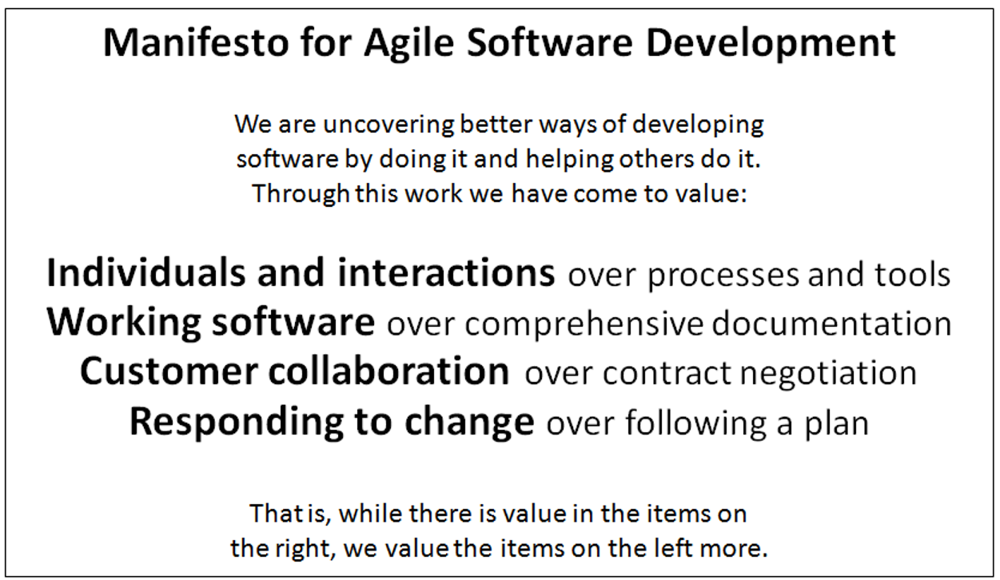 Manifesto for Agile Software Development
We are uncovering better ways of developing
software by doing it and helping others do it.
Through this work we have come to value:
Individuals and interactions over processes and tools
Working software over comprehensive documentation
Customer collaboration over contract negotiation
Responding to change over following a plan
That is, while there is value in the items on
the right, we value the items on the left more.